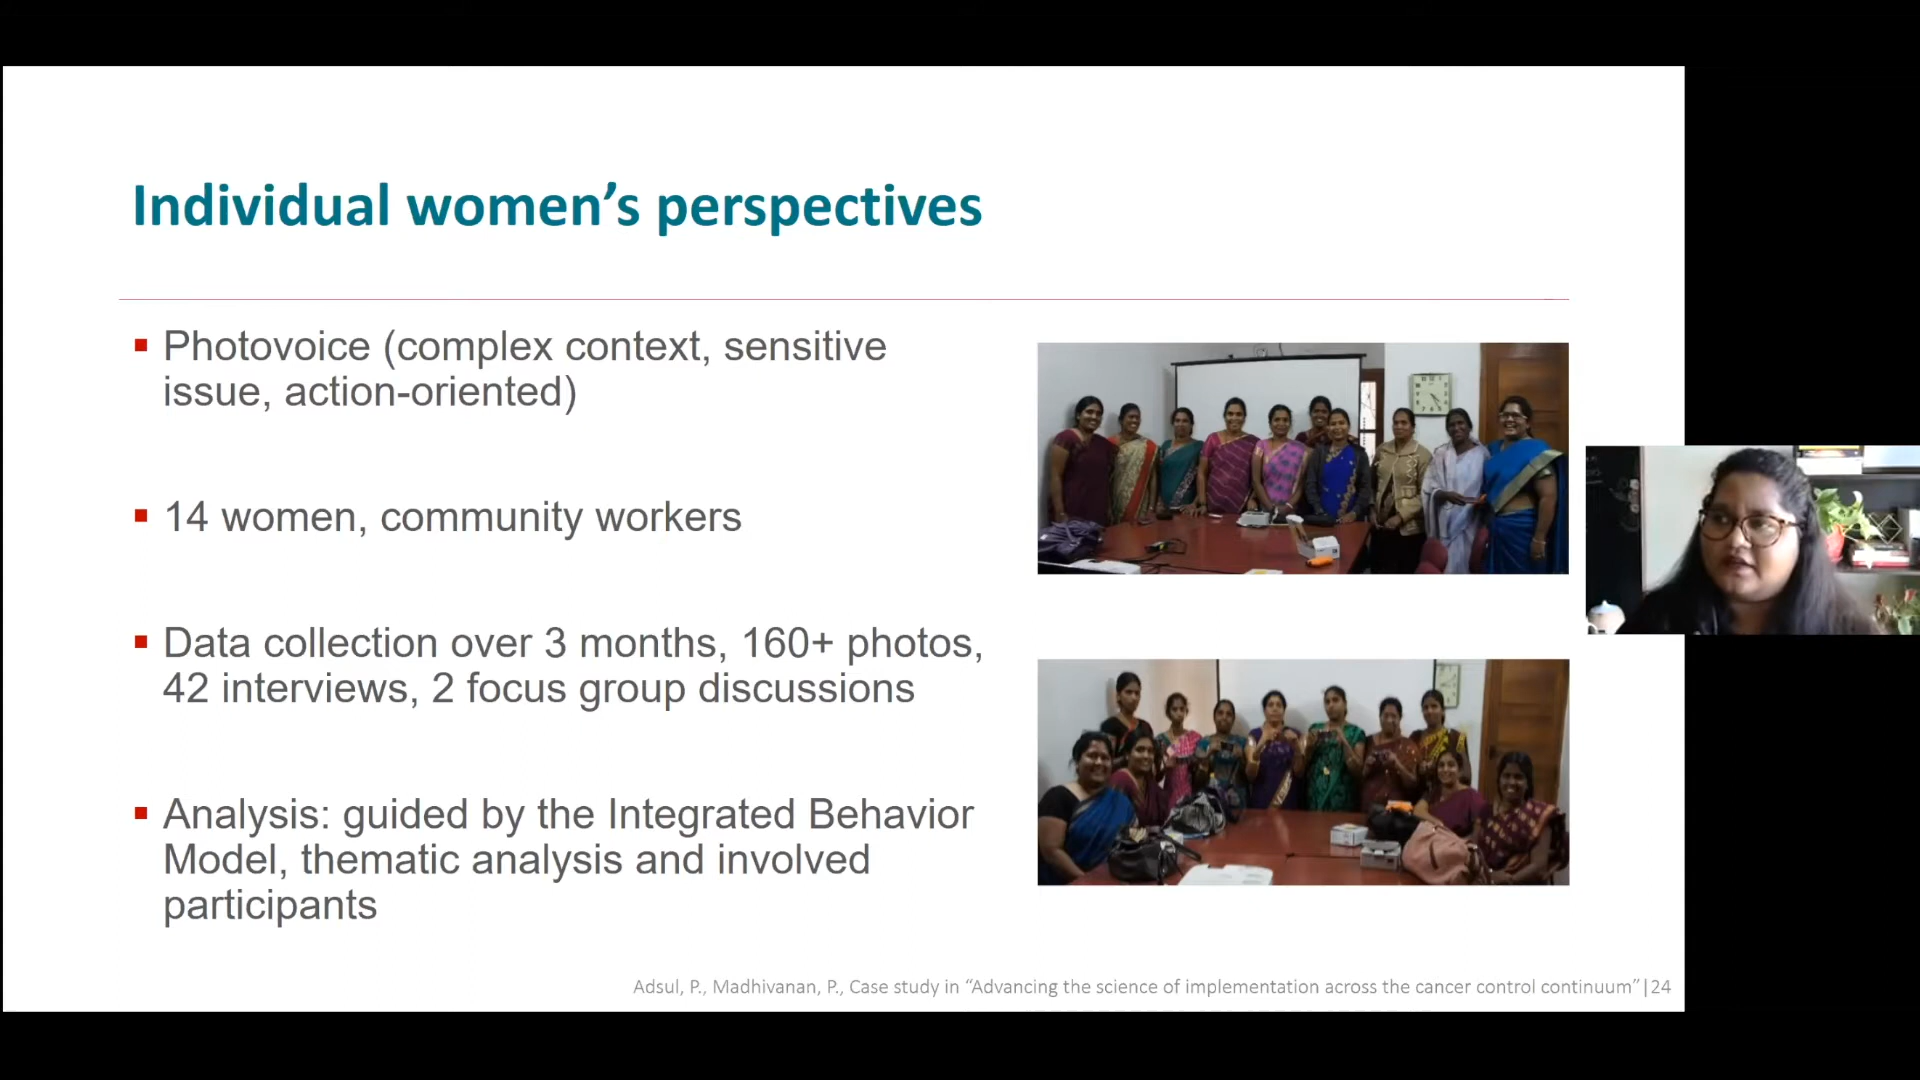 Individual women’s perspectives
▪ Photovoice (complex context, sensitive
issue, action-oriented)
▪ 14 women, community workers
▪ Data collection over 3 months, 160+ photos,
42 interviews, 2 focus group discussions
▪ Analysis: guided by the Integrated Behavior
Model, thematic analysis and involved
participants
Adsul, P., Madhivanan, P., Case study in “Advancing the science of implementation across the cancer control continuum”|24